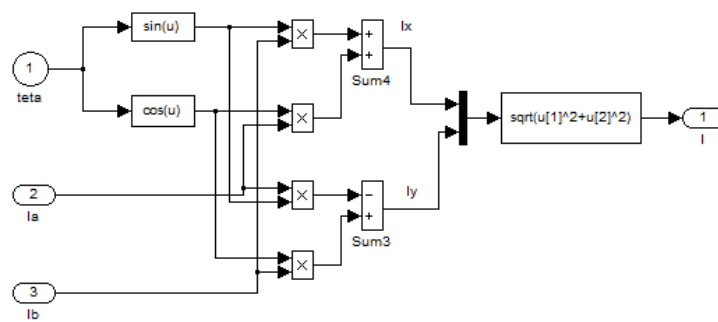 sin(u)
Ix
×
+
+
1
teta
Sum4
cos(u)
×
sqrt(u[1]^2+u[2]^2)
1
I
2
Ia
×
−
+
Iy
Sum3
×
3
Ib